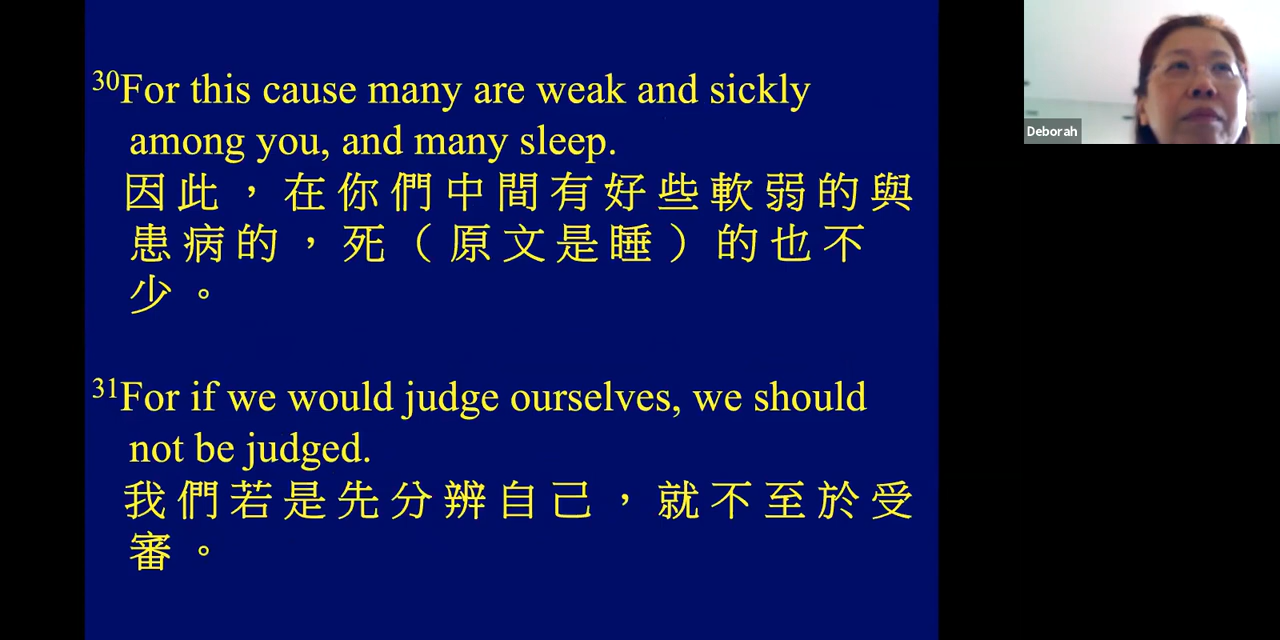 30For this cause many are weak and sickly
among you, and many sleep.
因此，在你們中間有好些軟弱的與
患病的，死（原文是睡）的也不
少。
31For if we would judge ourselves, we should
not be judged.
我們若是先分辨自己，就不至於受
審。
Deborah